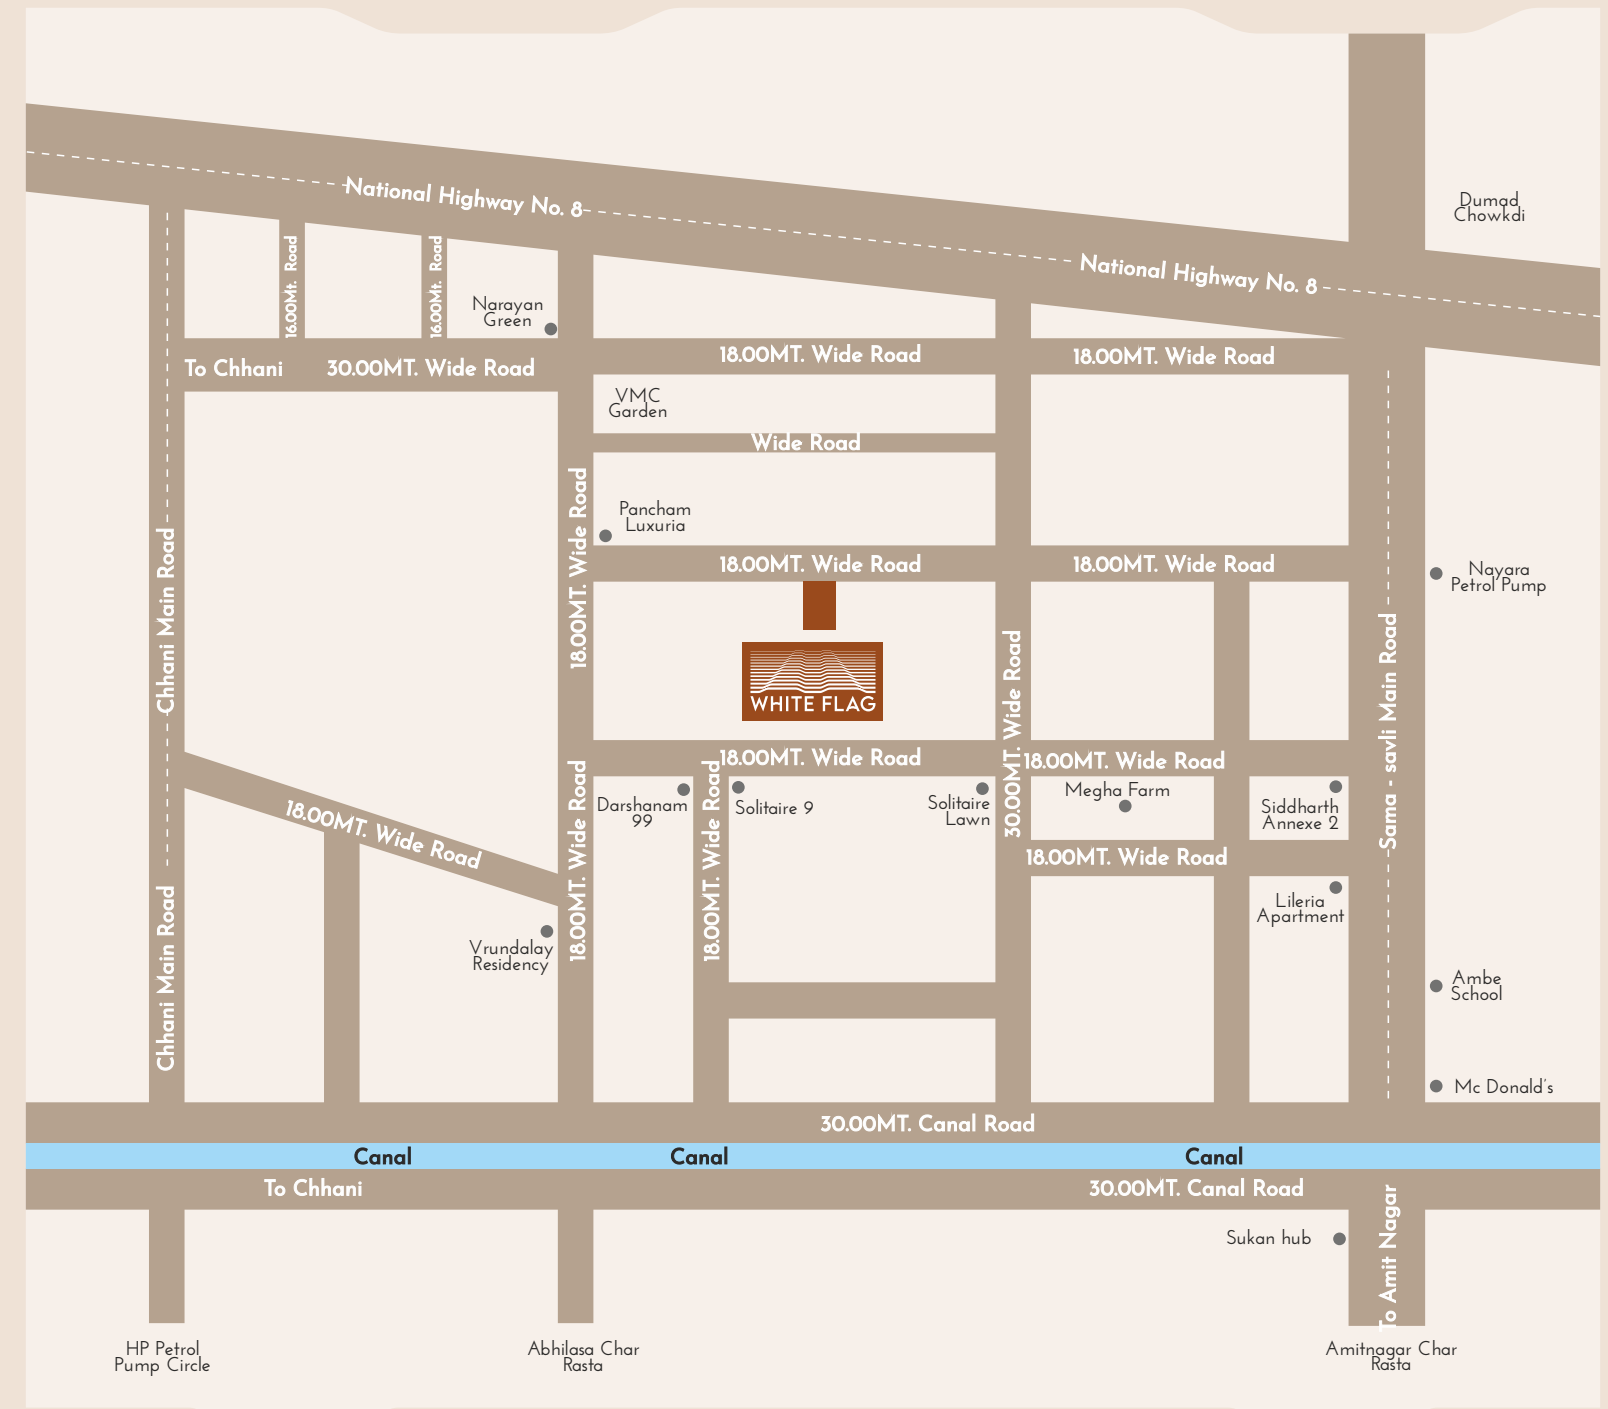 National Highway No. 8
Dumad
Chowkdi
16.00Mt. Road
16.00Mt. Road
National Highway No. 8
Narayan
Green
18.00MT. Wide Road
18.00MT. Wide Road
To Chhani
30.00MT. Wide Road
VMC
Garden
Wide Road
Pancham
Luxuria
18.00MT. Wide Road
Chhani Main Road
18.00MT. Wide Road
18.00MT. Wide Road
Nayara
Petrol Pump
WHITE FLAG
30.00MT. Wide Road
Sama - savli Main Road
18.00MT. Wide Road
18.00MT. Wide Road
Megha Farm
18.00MT. Wide Road
Darshanam
99
Solitaire 9
Solitaire
Lawn
Siddharth
Annexe 2
18.00MT. Wide Road
18.00MT. Wide Road
18.00MT. Wide Road
Lileria
Apartment
Vrundalay
Residency
Chhani Main Road
Ambe
School
Mc Donald's
30.00MT. Canal Road
Canal
Canal
Canal
To Chhani
30.00MT. Canal Road
To Amit Nagar
Sukan hub
HP Petrol
Pump Circle
Abhilasa Char
Rasta
Amitnagar Char
Rasta